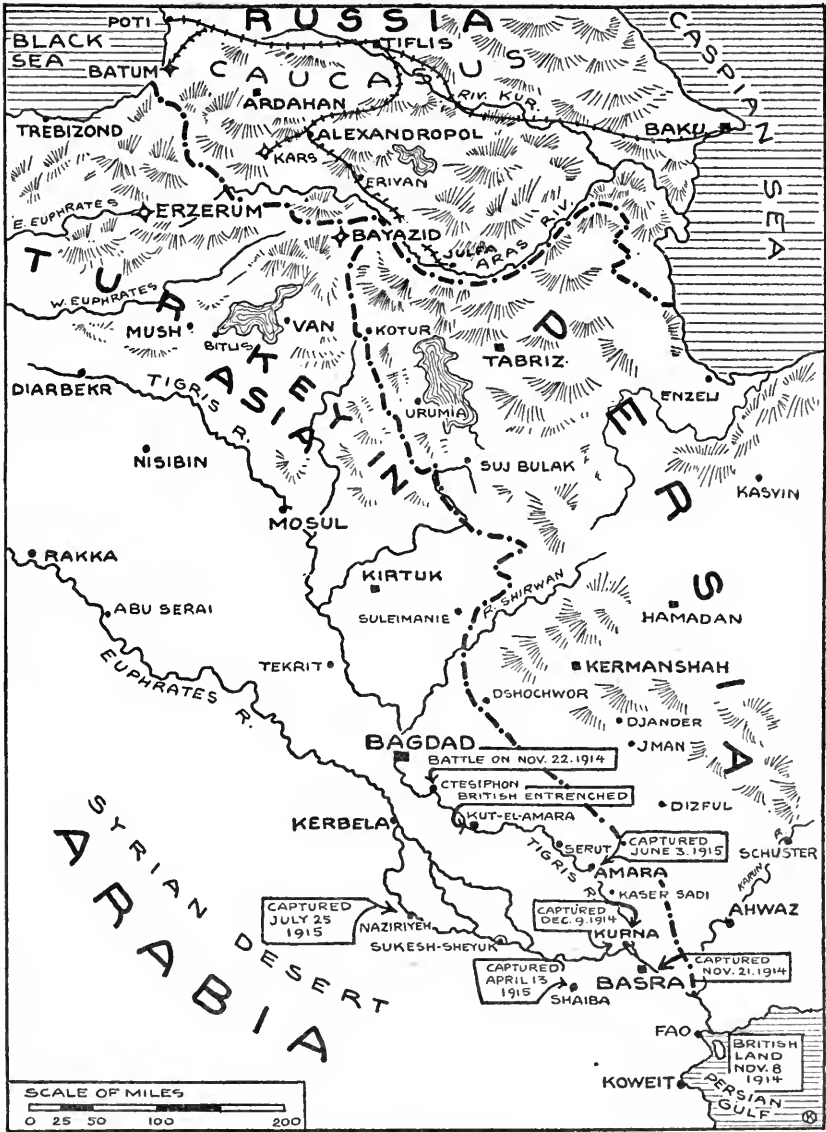 RUSSIA
POTI
TIFLIS
BLACK
SEA
BATUM
CAUCASUS
CASPIAN
SEA
ARDAHAN
RIV. KUR.
TREBIZOND
ALEXANDROPOL
BAKU
KARS
ERIVAN
E. EUPHRATES
ERZERUM
BAYAZID
JULFA
ARAS RIV.
TURKEY IN
ASIA
W. EUPHRATES
MUSH
BITLIS
VAN
KOTUR
TABRIZ
PERSIA
DIARBEKR
TIGRIS R.
URUMIA
ENZELI
NISIBIN
SUJ BULAK
KASVIN
MOSUL
RAKKA
KIRTUK
R. SHIRWAN
ABU SERAI
SULEIMANIE
HAMADAN
TEKRIT
KERMANSHAH
EUPHRATES R.
DSHOCHWOR
DJANDER
JMAN
BAGDAD
BATTLE ON NOV. 22. 1914
CTESIPHON
BRITISH ENTRENCHED
DIZFUL
KUT-EL-AMARA
KERBELA
SYRIAN DESERT
ARABIA
SERUT
CAPTURED
JUNE 3. 1915
SCHUSTER
TIGRIS R.
AMARA
KARUN R.
KASER SADI
CAPTURED
JULY 25
1915
NAZIRIYEH
CAPTURED
DEC. 9. 1914
AHWAZ
KURNA
SUKESH-SHEYUK
CAPTURED
NOV. 21. 1914
CAPTURED
APRIL 13
1915
BASRA
SHAIBA
FAO
BRITISH
LAND
NOV. 8
1914
KOWEIT
PERSIAN
GULF
SCALE OF MILES
0 25 50 100 200
K